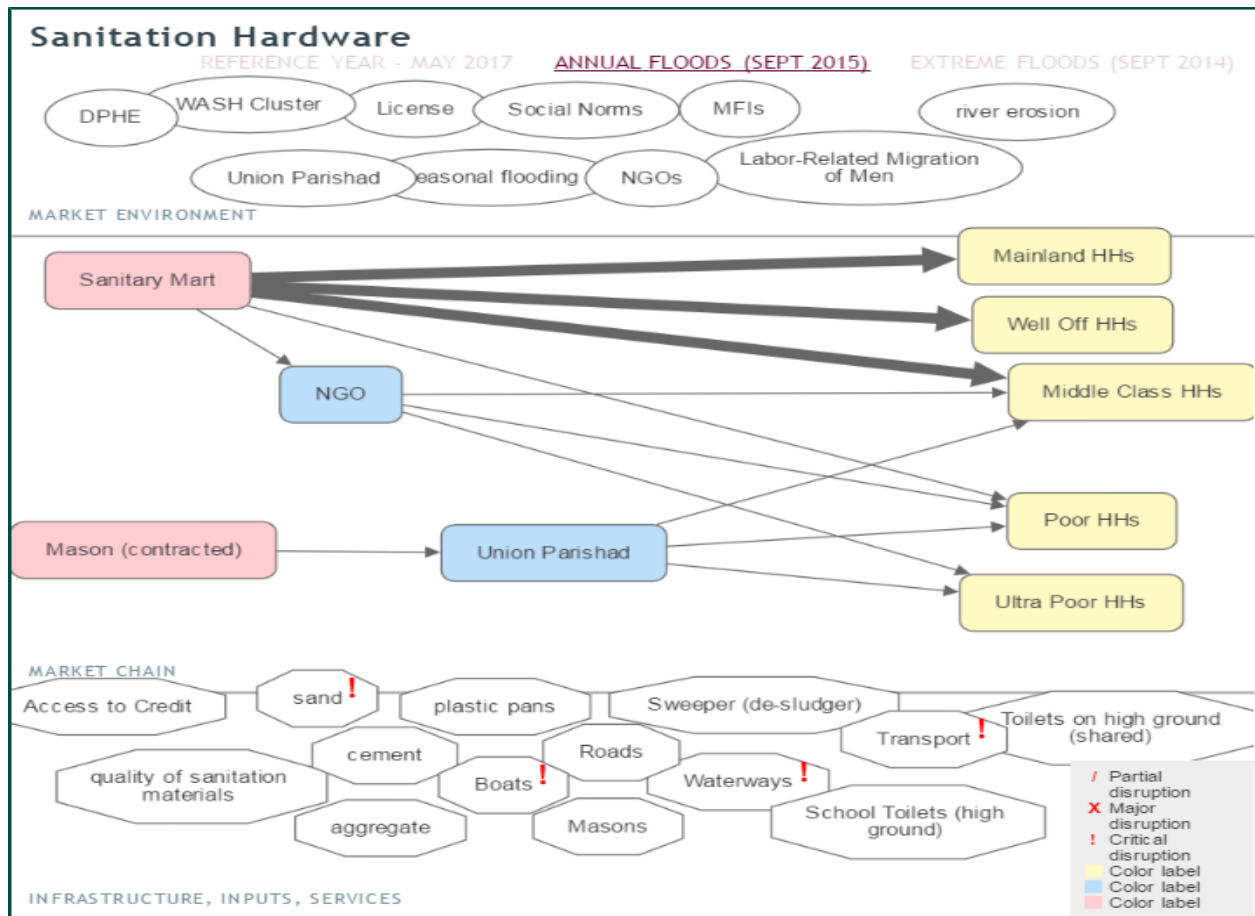 Sanitation Hardware
REFERENCE YEAR - MAY 2017 ANNUAL FLOODS (SEPT 2015) EXTREME FLOODS (SEPT 2014)
DPHE
WASH Cluster
License
Social Norms
MFIs
river erosion
Union Parishad
easonal flooding
NGOs
Labor-Related Migration
of Men
MARKET ENVIRONMENT
Sanitary Mart
Mainland HHs
Well Off HHs
NGO
Middle Class HHs
Mason (contracted)
Union Parishad
Poor HHs
Ultra Poor HHs
MARKET CHAIN
Access to Credit
sand !
plastic pans
Sweeper (de-sludger)
Transport !
Toilets on high ground
(shared)
quality of sanitation
materials
cement
Boats !
Roads
Waterways !
aggregate
Masons
School Toilets (high
ground)
/ Partial
disruption
X Major
disruption
! Critical
disruption
Color label
Color label
Color label
INFRASTRUCTURE, INPUTS, SERVICES